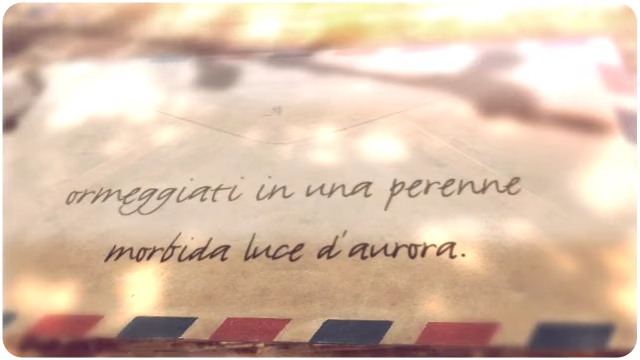 ormeggiati in una perenne
morbida luce d'aurora.